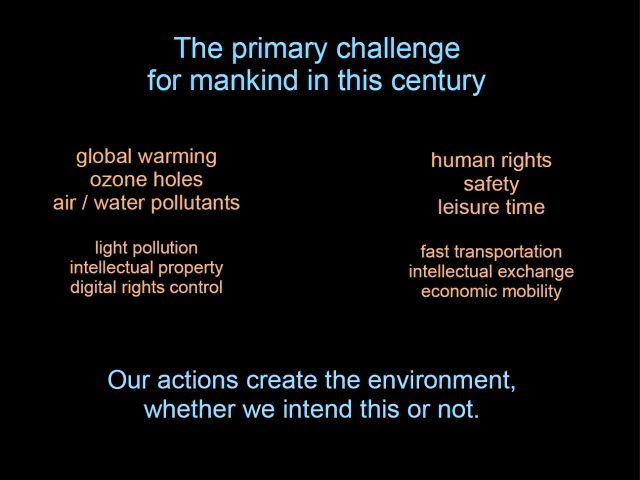 The primary challenge
for mankind in this century
global warming
ozone holes
air / water pollutants
light pollution
intellectual property
digital rights control
human rights
safety
leisure time
fast transportation
intellectual exchange
economic mobility
Our actions create the environment,
whether we intend this or not.